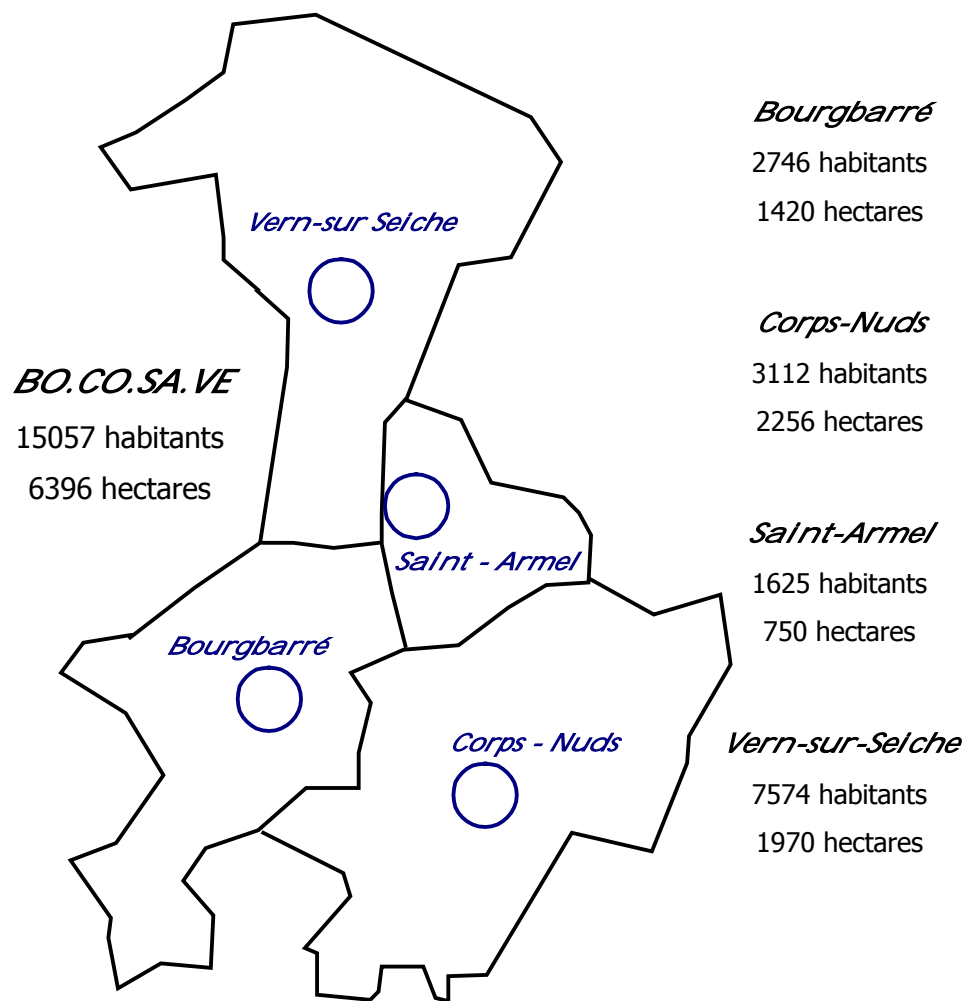 Vern-sur Seiche
BO.CO.SA.VE
15057 habitants
6396 hectares
Saint - Armel
Bourgbarré
Corps - Nuds
Bourgbarré
2746 habitants
1420 hectares
Corps-Nuds
3112 habitants
2256 hectares
Saint-Armel
1625 habitants
750 hectares
Vern-sur-Seiche
7574 habitants
1970 hectares